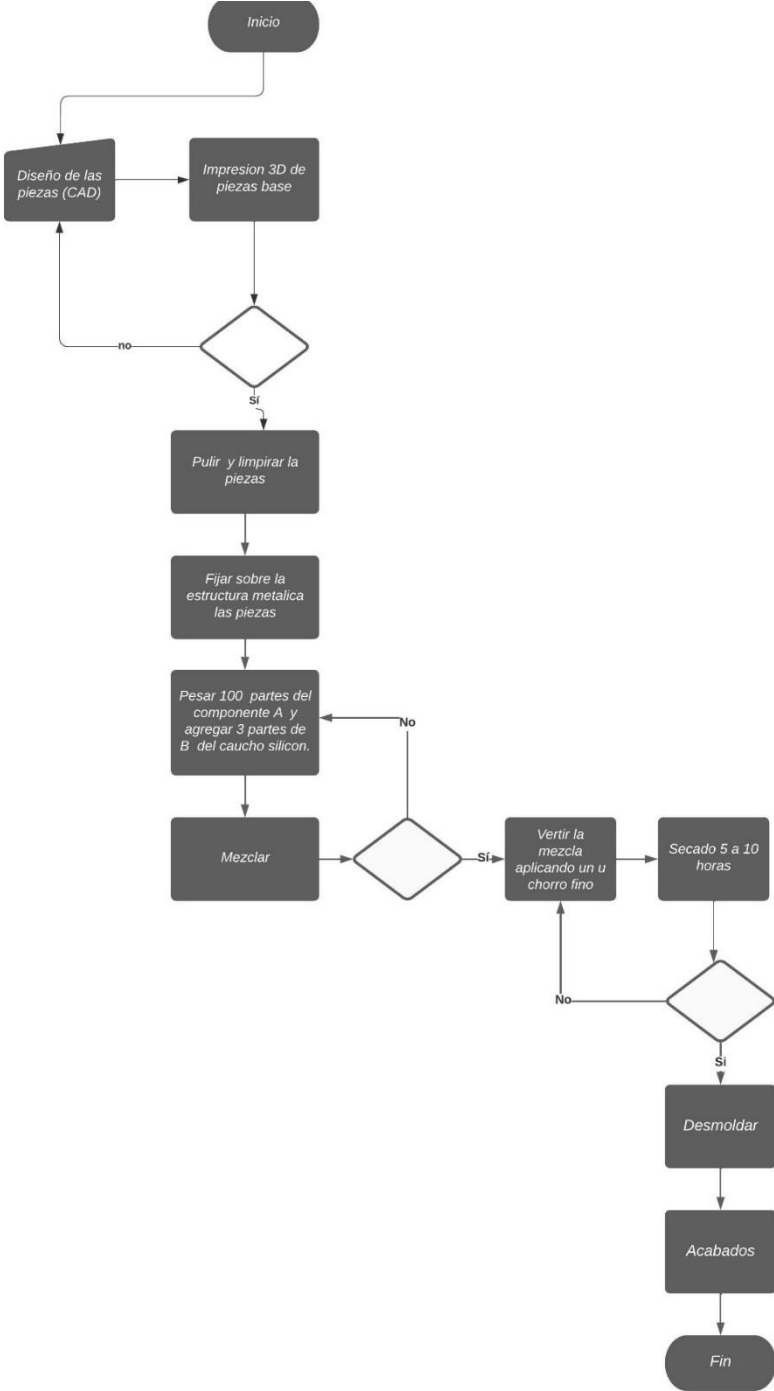 Inicio
Diseño de las
piezas (CAD)
Impresion 3D de
piezas base
no
Sí
Pulir y limpirar la
piezas
Fijar sobre la
estructura metalica
las piezas
Pesar 100 partes del
componente A y
agregar 3 partes de
B del caucho silicon.
No
Mezclar
Sí
Vertir la
mezcla
aplicando un u
chorro fino
Secado 5 a 10
horas
No
Sí
Desmoldar
Acabados
Fin